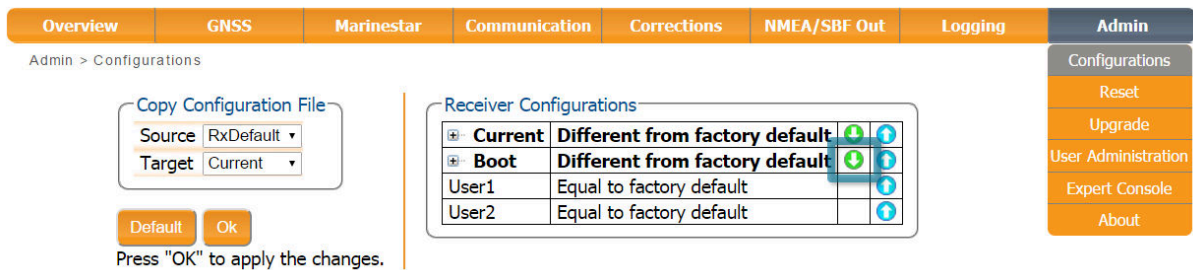 Overview GNSS Marinestar Communication Corrections NMEA/SBF Out Logging Admin
Admin > Configurations
Configurations
Reset
Upgrade
User Administration
Expert Console
About
Copy Configuration File
Source RxDefault
Target Current
Default Ok
Press "OK" to apply the changes.
Receiver Configurations
Current Different from factory default
Boot Different from factory default
User1 Equal to factory default
User2 Equal to factory default